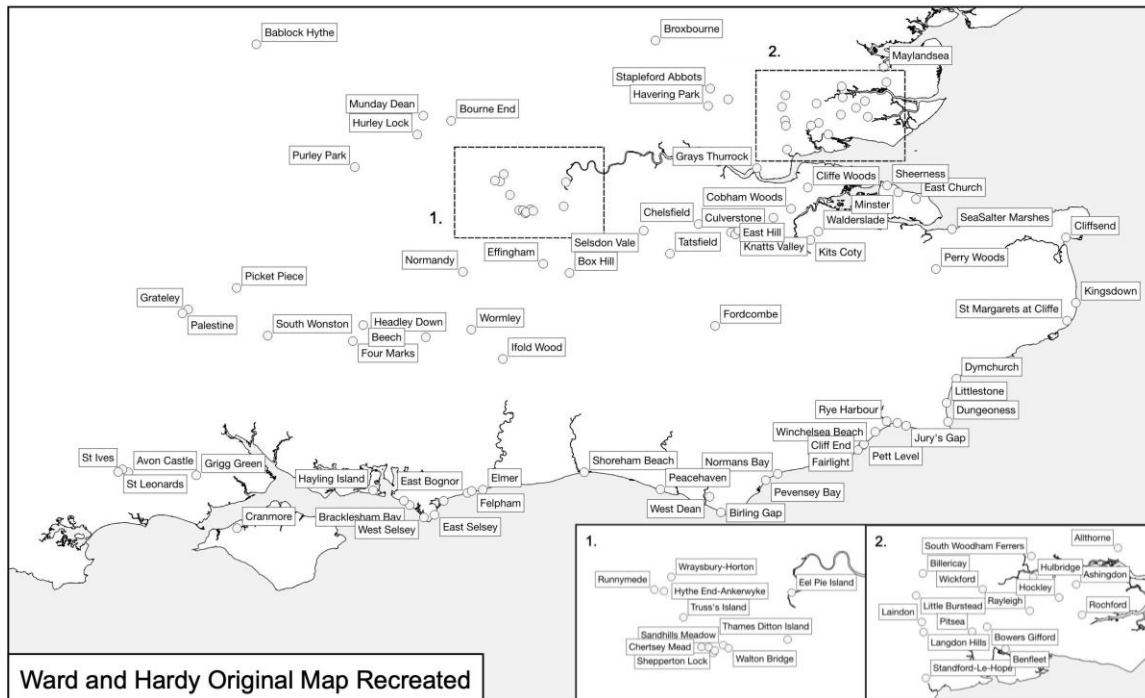 Bablock Hythe
Broxbourne
2.
Maylandsea
Stapleford Abbots
Havering Park
Munday Dean
Bourne End
Hurley Lock
Purley Park
Grays Thurrock
Cliffe Woods
Sheerness
East Church
Cobham Woods
Minster
1.
Chelsfield
Culverstone
Walderslade
SeaSalter Marshes
East Hill
Selsdon Vale
Tatsfield
Knatts Valley
Kits Coty
Cliffsend
Effingham
Box Hill
Normandy
Perry Woods
Picket Piece
Grateley
Palestine
Kingsdown
St Margarets at Cliffe
South Wonston
Headley Down
Wormley
Fordcombe
Beech
Four Marks
Ifold Wood
Dymchurch
Littlestone
Rye Harbour
Dungeoness
Winchelsea Beach
Jury's Gap
Cliff End
Pett Level
Fairlight
St Ives
Avon Castle
Grigg Green
St Leonards
Hayling Island
East Bognor
Elmer
Shoreham Beach
Normans Bay
Peacehaven
Pevensey Bay
Felpham
West Dean
Birling Gap
Cranmore
Bracklesham Bay
West Selsey
East Selsey
1.
Wraysbury-Horton
Runnymede
Eel Pie Island
Hythe End-Ankerwyke
Truss's Island
Thames Ditton Island
Sandhills Meadow
Chertsey Mead
Shepperton Lock
Walton Bridge
2.
Allthorne
South Woodham Ferrers
Billericay
Hulbridge
Wickford
Hockley
Ashingdon
Laindon
Little Burstead
Rayleigh
Rochford
Pitsea
Langdon Hills
Bowers Gifford
Benfleet
Standford-Le-Hope
Ward and Hardy Original Map Recreated